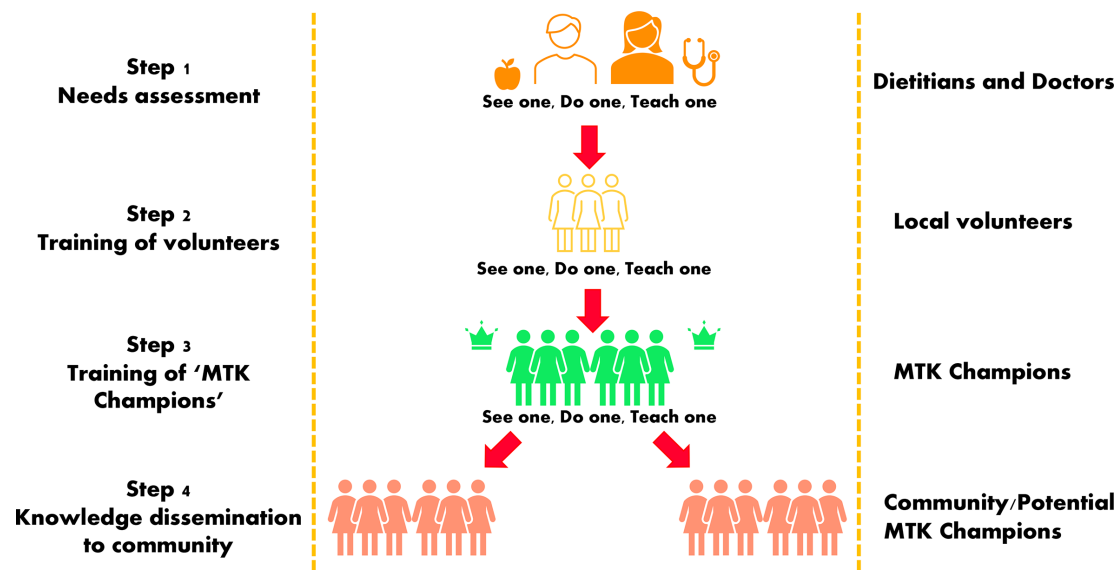 Step 1
Needs assessment
See one, Do one, Teach one
Dietitians and Doctors
Step 2
Training of volunteers
See one, Do one, Teach one
Local volunteers
Step 3
Training of ‘MTK
Champions’
See one, Do one, Teach one
MTK Champions
Step 4
Knowledge dissemination
to community
Community/Potential
MTK Champions